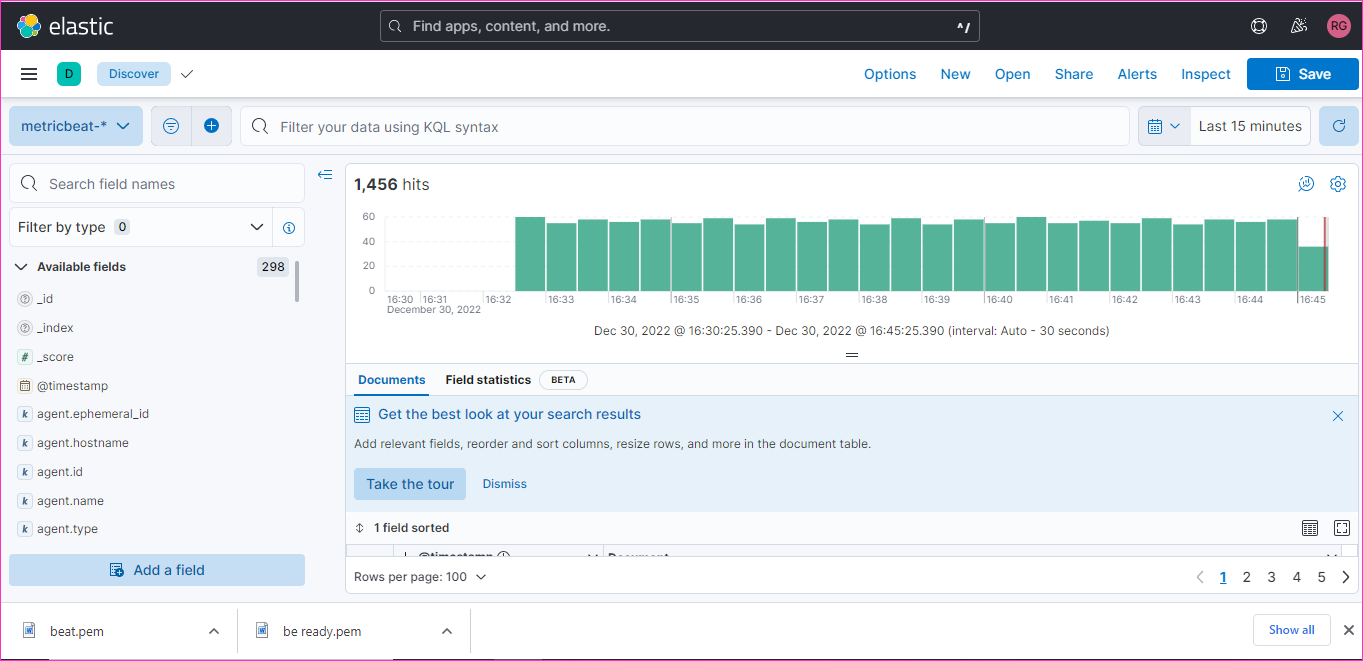 elastic
Find apps, content, and more.
^/
RG
D
Discover
Options
New
Open
Share
Alerts
Inspect
Save
metricbeat-*
Filter your data using KQL syntax
Last 15 minutes
Search field names
Filter by type 0
Available fields 298
_id
_index
# _score
@timestamp
k agent.ephemeral_id
k agent.hostname
k agent.id
k agent.name
k agent.type
Add a field
1,456 hits
60
40
20
0
16:30 16:31 16:32 16:33 16:34 16:35 16:36 16:37 16:38 16:39 16:40 16:41 16:42 16:43 16:44 16:45
December 30, 2022
Dec 30, 2022 @ 16:30:25.390 - Dec 30, 2022 @ 16:45:25.390 (interval: Auto - 30 seconds)
Documents
Field statistics
BETA
Get the best look at your search results
Add relevant fields, reorder and sort columns, resize rows, and more in the document table.
Take the tour
Dismiss
1 field sorted
@timestamp
Document
Rows per page: 100
1 2 3 4 5
beat.pem
be ready.pem
Show all